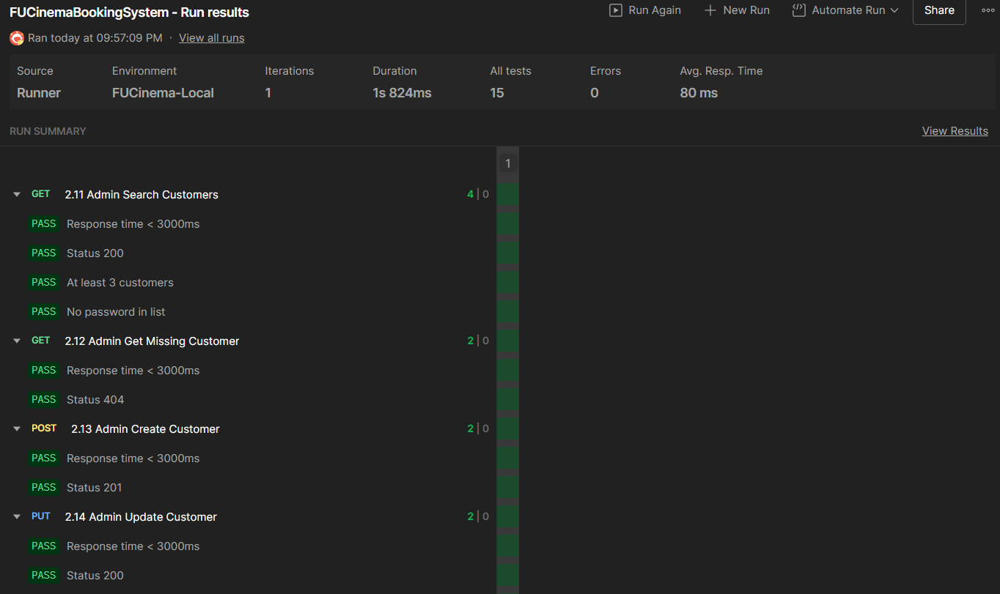 FUCinemaBookingSystem - Run results
Run Again
New Run
Automate Run
Share
Ran today at 09:57:09 PM · View all runs
Source Environment Iterations Duration All tests Errors Avg. Resp. Time
Runner FUCinema-Local 1 1s 824ms 15 0 80 ms
RUN SUMMARY View Results
1
GET 2.11 Admin Search Customers 4 | 0
PASS Response time < 3000ms
PASS Status 200
PASS At least 3 customers
PASS No password in list
GET 2.12 Admin Get Missing Customer 2 | 0
PASS Response time < 3000ms
PASS Status 404
POST 2.13 Admin Create Customer 2 | 0
PASS Response time < 3000ms
PASS Status 201
PUT 2.14 Admin Update Customer 2 | 0
PASS Response time < 3000ms
PASS Status 200